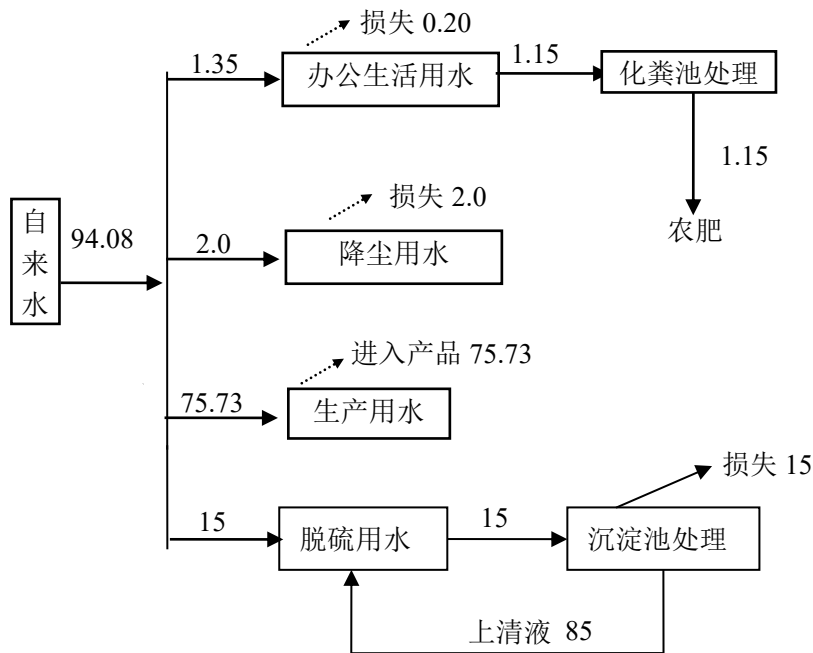 损失 0.20
1.35
办公生活用水
1.15
化粪池处理
1.15
农肥
自来水
94.08
损失 2.0
2.0
降尘用水
进入产品 75.73
75.73
生产用水
损失 15
15
脱硫用水
15
沉淀池处理
上清液 85